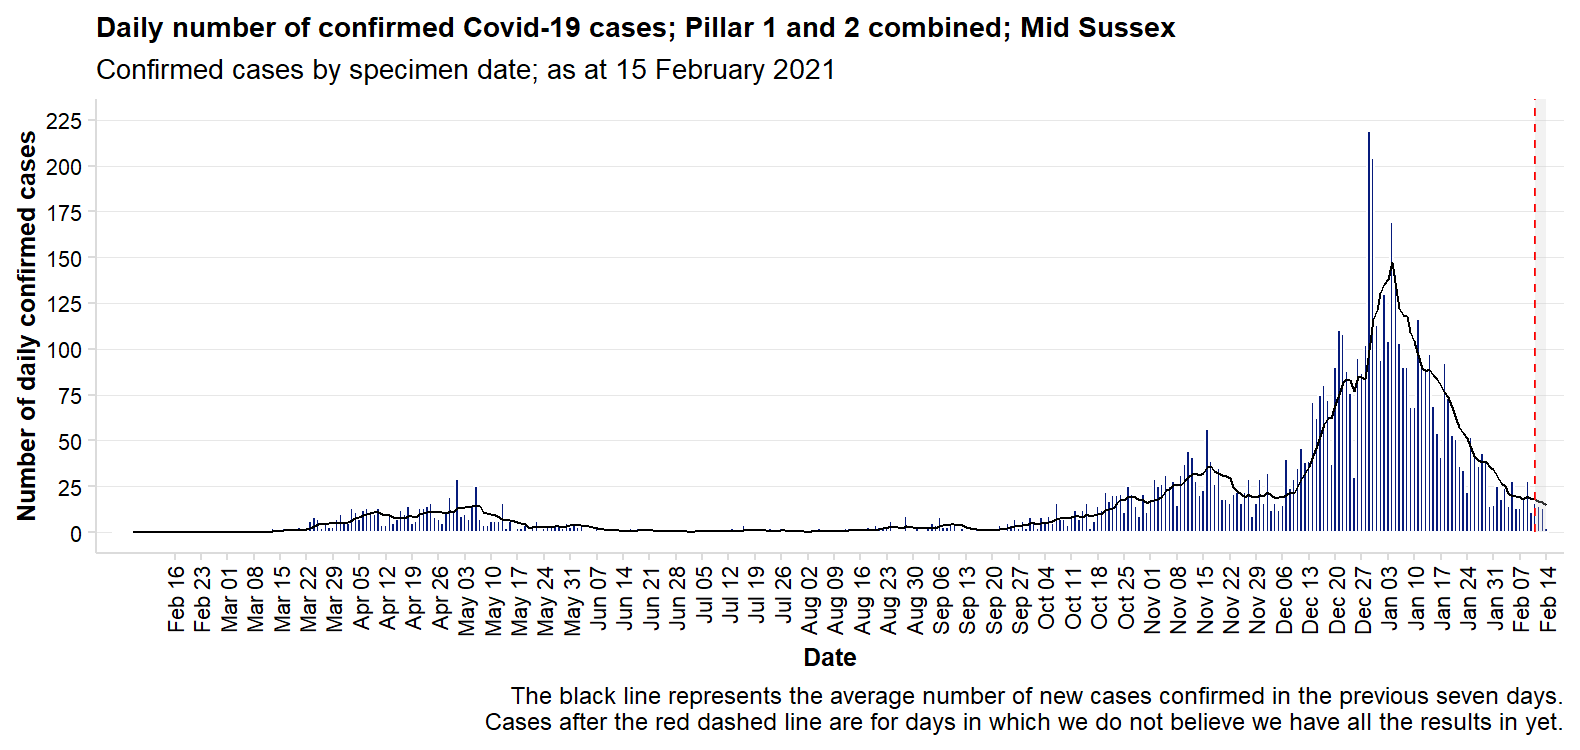 Daily number of confirmed Covid-19 cases; Pillar 1 and 2 combined; Mid Sussex
Confirmed cases by specimen date; as at 15 February 2021
Number of daily confirmed cases
225
200
175
150
125
100
75
50
25
0
Feb 16
Feb 23
Mar 01
Mar 08
Mar 15
Mar 22
Mar 29
Apr 05
Apr 12
Apr 19
Apr 26
May 03
May 10
May 17
May 24
May 31
Jun 07
Jun 14
Jun 21
Jun 28
Jul 05
Jul 12
Jul 19
Jul 26
Aug 02
Aug 09
Aug 16
Aug 23
Aug 30
Sep 06
Sep 13
Sep 20
Sep 27
Oct 04
Oct 11
Oct 18
Oct 25
Nov 01
Nov 08
Nov 15
Nov 22
Nov 29
Dec 06
Dec 13
Dec 20
Dec 27
Jan 03
Jan 10
Jan 17
Jan 24
Jan 31
Feb 07
Feb 14
Date
The black line represents the average number of new cases confirmed in the previous seven days.
Cases after the red dashed line are for days in which we do not believe we have all the results in yet.